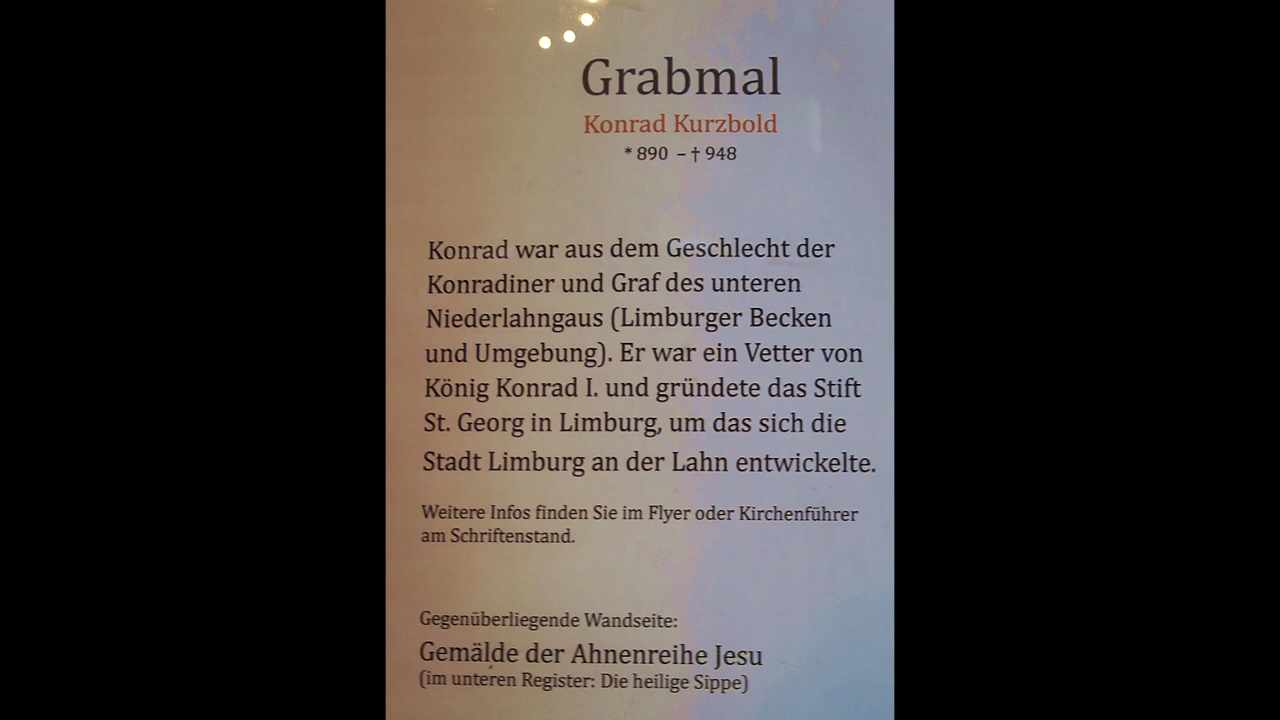 Grabmal
Konrad Kurzbold
* 890 – † 948
Konrad war aus dem Geschlecht der
Konradiner und Graf des unteren
Niederlahngaus (Limburger Becken
und Umgebung). Er war ein Vetter von
König Konrad I. und gründete das Stift
St. Georg in Limburg, um das sich die
Stadt Limburg an der Lahn entwickelte.
Weitere Infos finden Sie im Flyer oder Kirchenführer
am Schriftenstand.
Gegenüberliegende Wandseite:
Gemälde der Ahnenreihe Jesu
(im unteren Register: Die heilige Sippe)